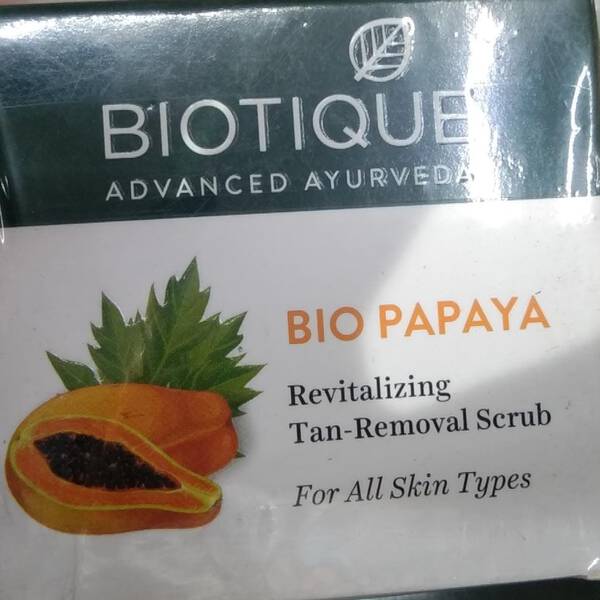 BIOTIQUE
ADVANCED AYURVEDA
BIO PAPAYA
Revitalizing
Tan-Removal Scrub
For All Skin Types